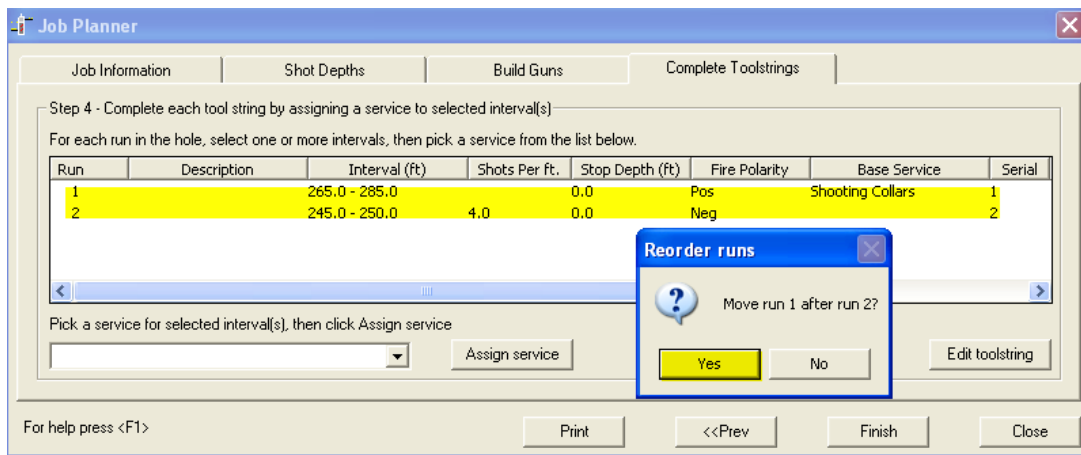 Job Planner
Job Information Shot Depths Build Guns Complete Toolstrings
Step 4 - Complete each tool string by assigning a service to selected interval(s)
For each run in the hole, select one or more intervals, then pick a service from the list below.
Run Description Interval (ft) Shots Per ft. Stop Depth (ft) Fire Polarity Base Service Serial
1 265.0 - 285.0 0.0 Pos Shooting Collars 1
2 245.0 - 250.0 4.0 0.0 Neg 2
Reorder runs
Move run 1 after run 2?
Yes No
Pick a service for selected interval(s), then click Assign service
Assign service Edit toolstring
For help press <F1> Print <<Prev Finish Close